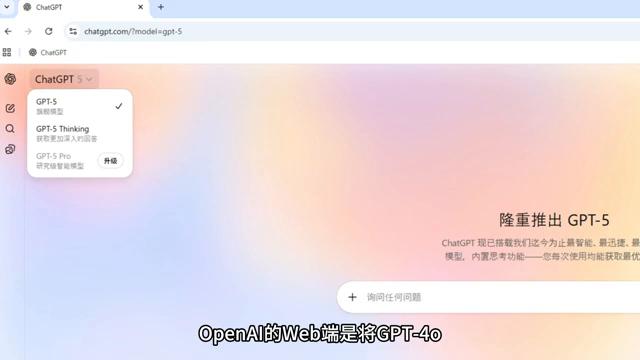 ChatGPT
chatgpt.com/?model=gpt-5
ChatGPT
ChatGPT 5
GPT-5
旗舰模型
GPT-5 Thinking
获取更加深入的回答
GPT-5 Pro
研究级智能模型
升级
隆重推出 GPT-5
ChatGPT 现已搭载我们迄今为止最智能、最迅捷、最
模型，内置思考功能——您每次使用均能获取最优
询问任何问题
OpenAI的Web端是将GPT-4o